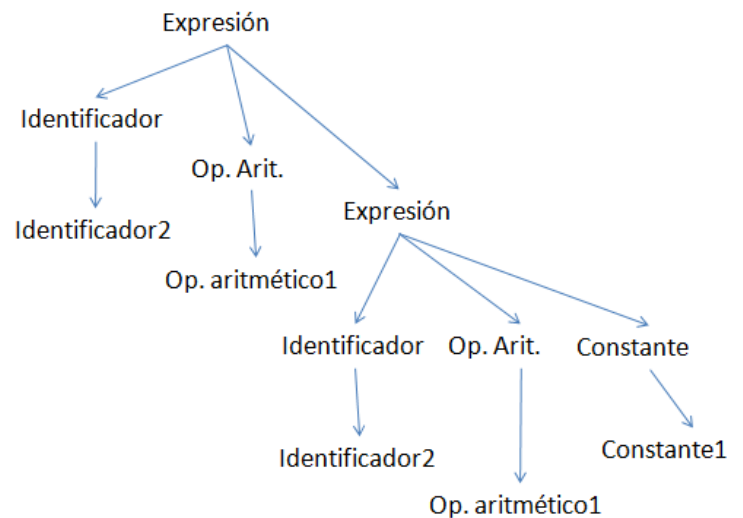 Expresión
Identificador
Op. Arit.
Expresión
Identificador2
Op. aritmético1
Identificador
Op. Arit.
Constante
Identificador2
Constante1
Op. aritmético1